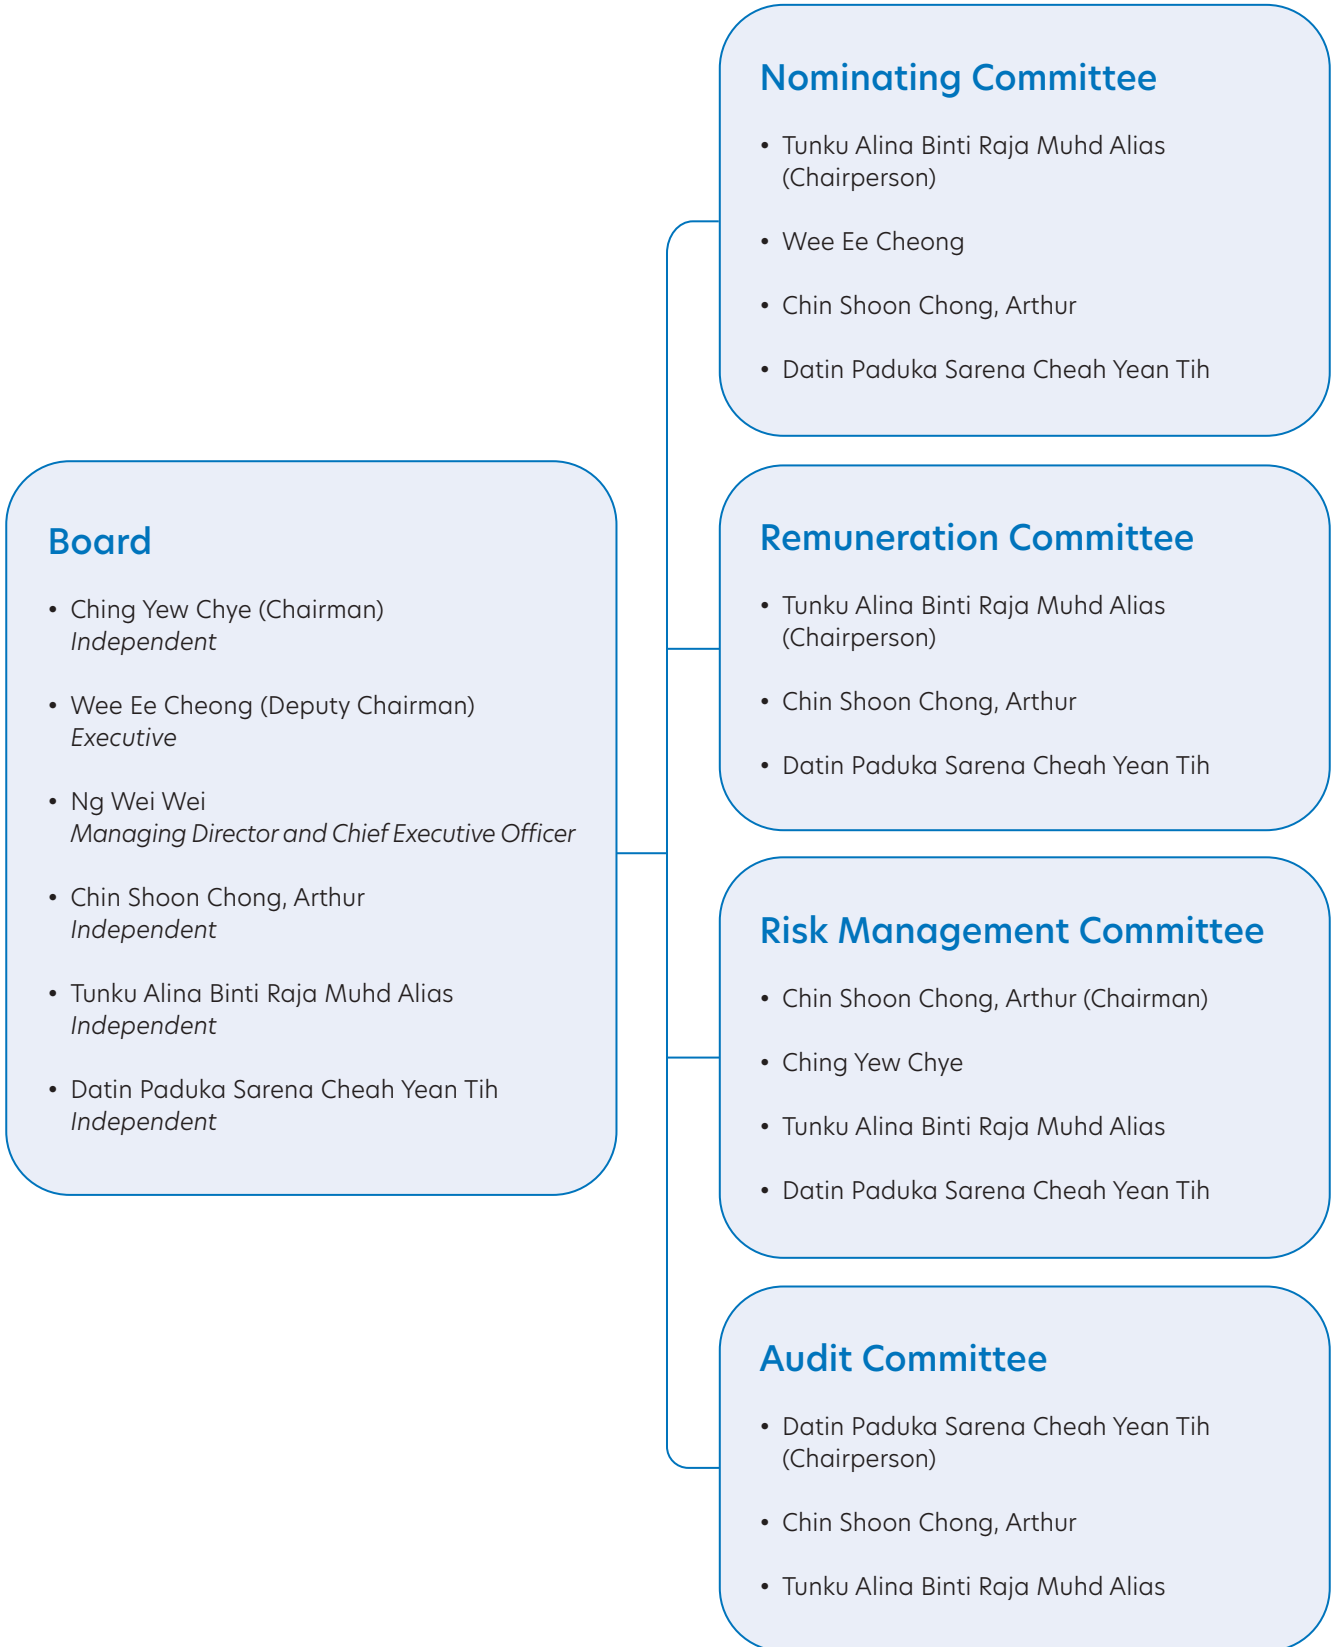 Board
• Ching Yew Chye (Chairman)
Independent
• Wee Ee Cheong (Deputy Chairman)
Executive
• Ng Wei Wei
Managing Director and Chief Executive Officer
• Chin Shoon Chong, Arthur
Independent
• Tunku Alina Binti Raja Muhd Alias
Independent
• Datin Paduka Sarena Cheah Yean Tih
Independent
Nominating Committee
• Tunku Alina Binti Raja Muhd Alias
(Chairperson)
• Wee Ee Cheong
• Chin Shoon Chong, Arthur
• Datin Paduka Sarena Cheah Yean Tih
Remuneration Committee
• Tunku Alina Binti Raja Muhd Alias
(Chairperson)
• Chin Shoon Chong, Arthur
• Datin Paduka Sarena Cheah Yean Tih
Risk Management Committee
• Chin Shoon Chong, Arthur (Chairman)
• Ching Yew Chye
• Tunku Alina Binti Raja Muhd Alias
• Datin Paduka Sarena Cheah Yean Tih
Audit Committee
• Datin Paduka Sarena Cheah Yean Tih
(Chairperson)
• Chin Shoon Chong, Arthur
• Tunku Alina Binti Raja Muhd Alias